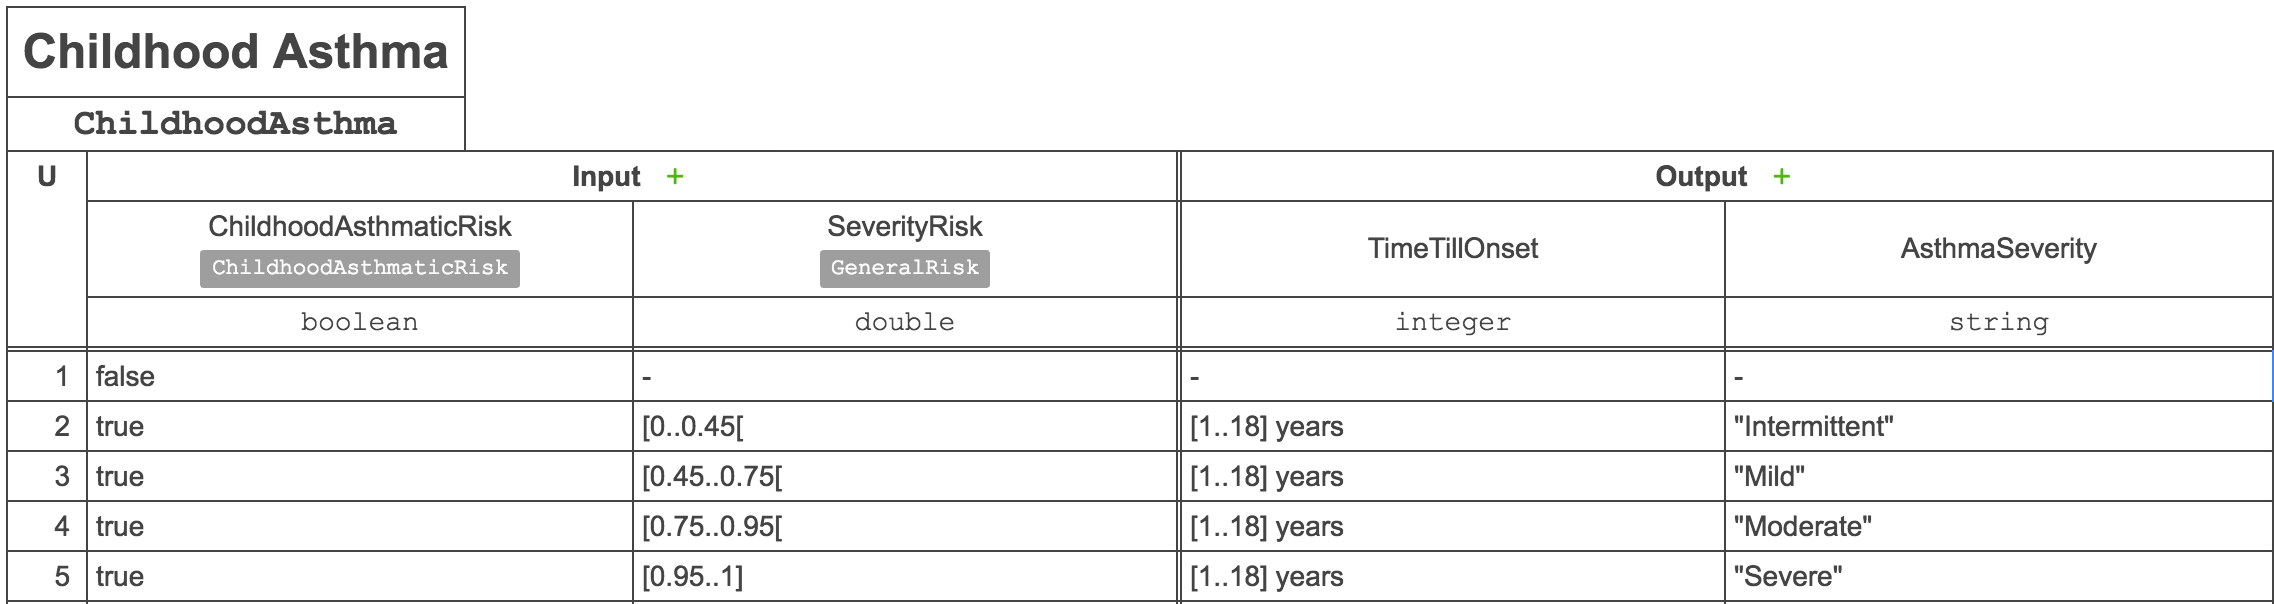 Childhood Asthma
ChildhoodAsthma
U Input + Output +
ChildhoodAsthmaticRisk SeverityRisk TimeTillOnset AsthmaSeverity
ChildhoodAsthmaticRisk GeneralRisk
boolean double integer string
1 false - - -
2 true [0..0.45[ [1..18] years "Intermittent"
3 true [0.45..0.75[ [1..18] years "Mild"
4 true [0.75..0.95[ [1..18] years "Moderate"
5 true [0.95..1] [1..18] years "Severe"